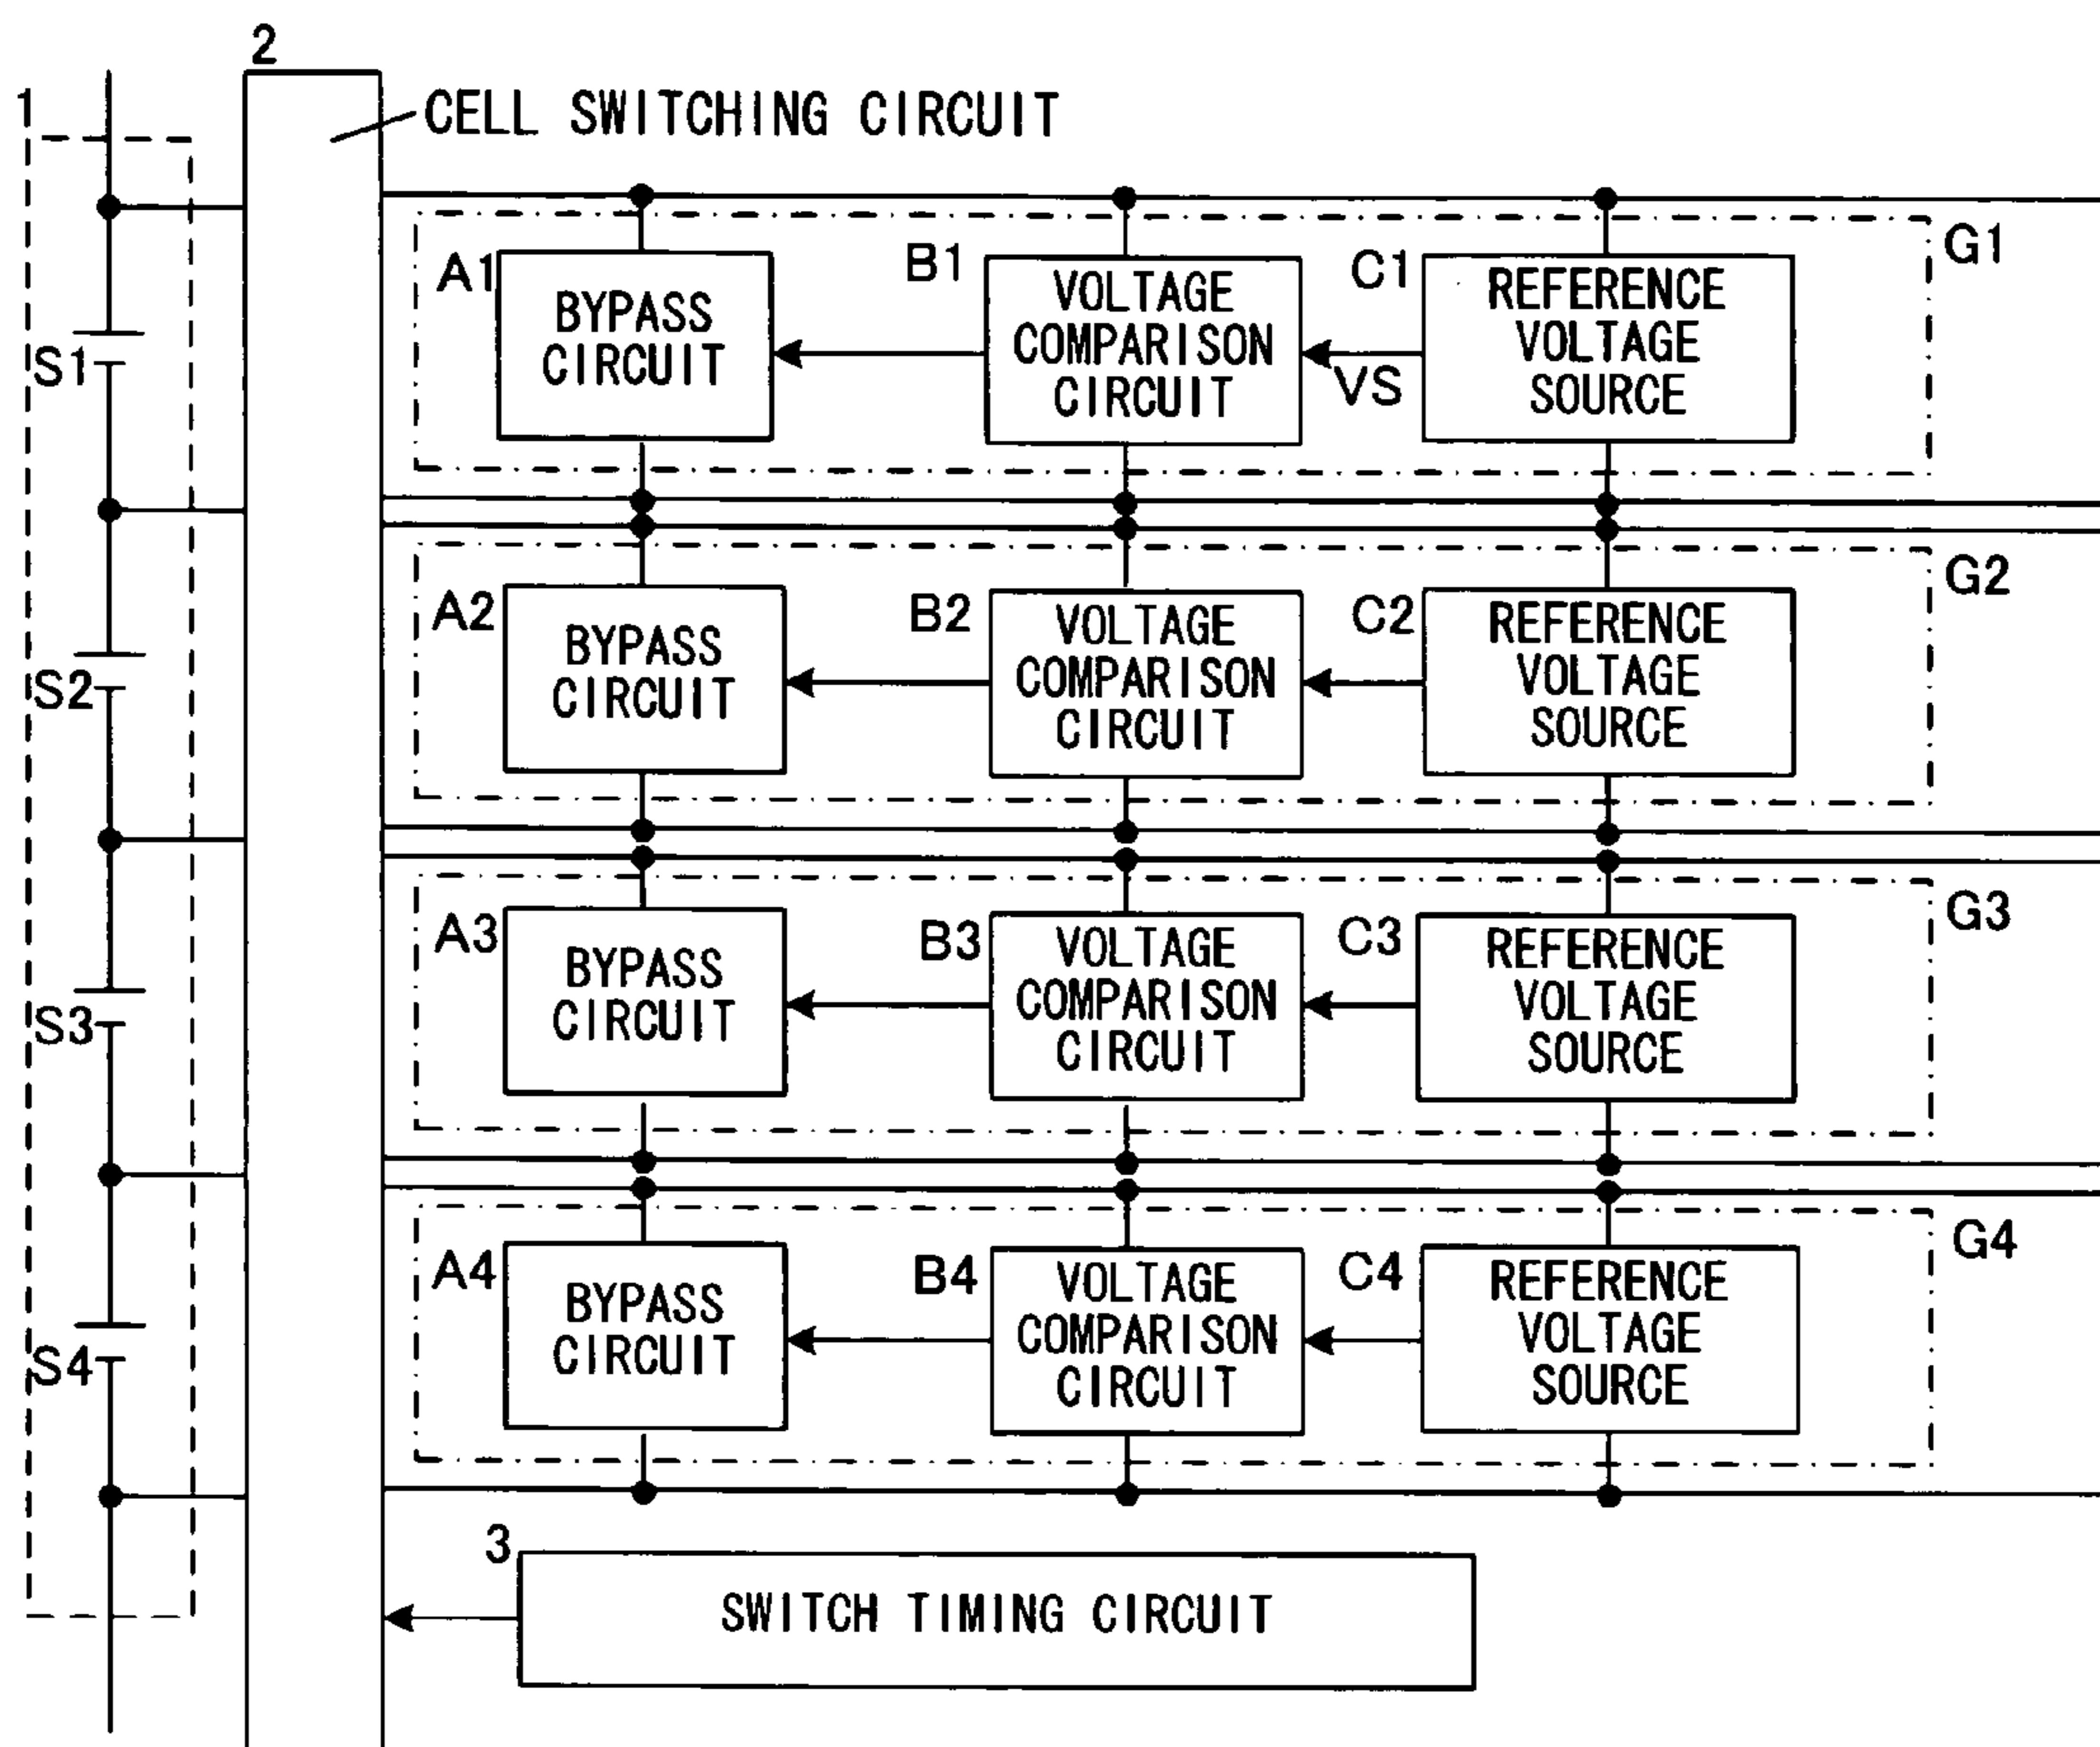 2
1
CELL SWITCHING CIRCUIT
G1
A1
BYPASS
CIRCUIT
B1
VOLTAGE
COMPARISON
CIRCUIT
VS
C1
REFERENCE
VOLTAGE
SOURCE
S1
G2
A2
BYPASS
CIRCUIT
B2
VOLTAGE
COMPARISON
CIRCUIT
C2
REFERENCE
VOLTAGE
SOURCE
S2
G3
A3
BYPASS
CIRCUIT
B3
VOLTAGE
COMPARISON
CIRCUIT
C3
REFERENCE
VOLTAGE
SOURCE
S3
G4
A4
BYPASS
CIRCUIT
B4
VOLTAGE
COMPARISON
CIRCUIT
C4
REFERENCE
VOLTAGE
SOURCE
S4
3
SWITCH TIMING CIRCUIT